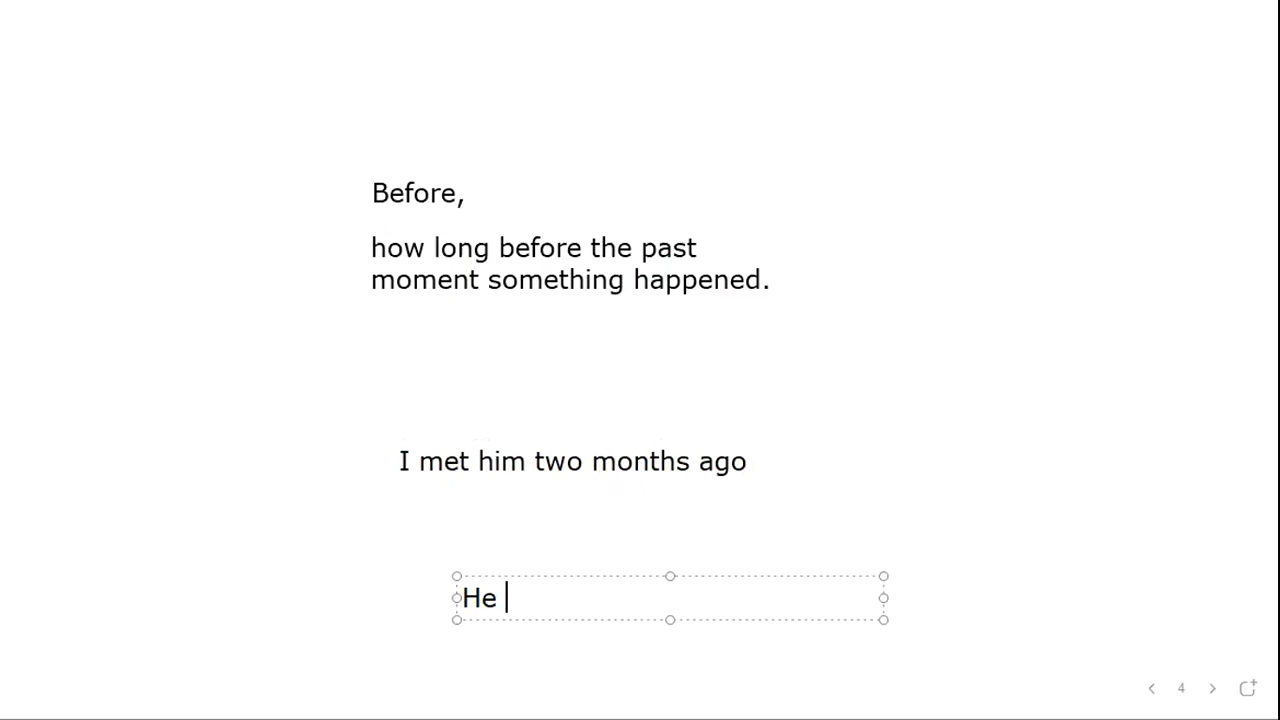 Before,
how long before the past
moment something happened.
I met him two months ago
He
4